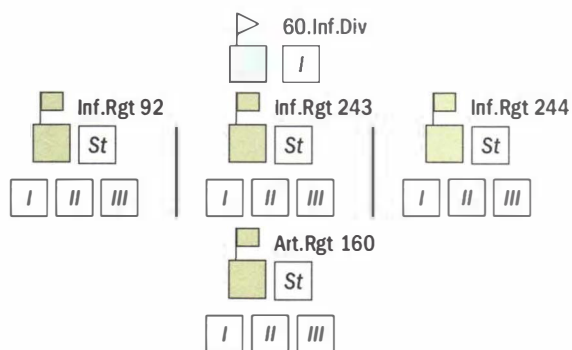 60.Inf.Div
I
Inf.Rgt 92 inf.Rgt 243 Inf.Rgt 244
St St St
I II III I II III I II III
Art.Rgt 160
St
I II III